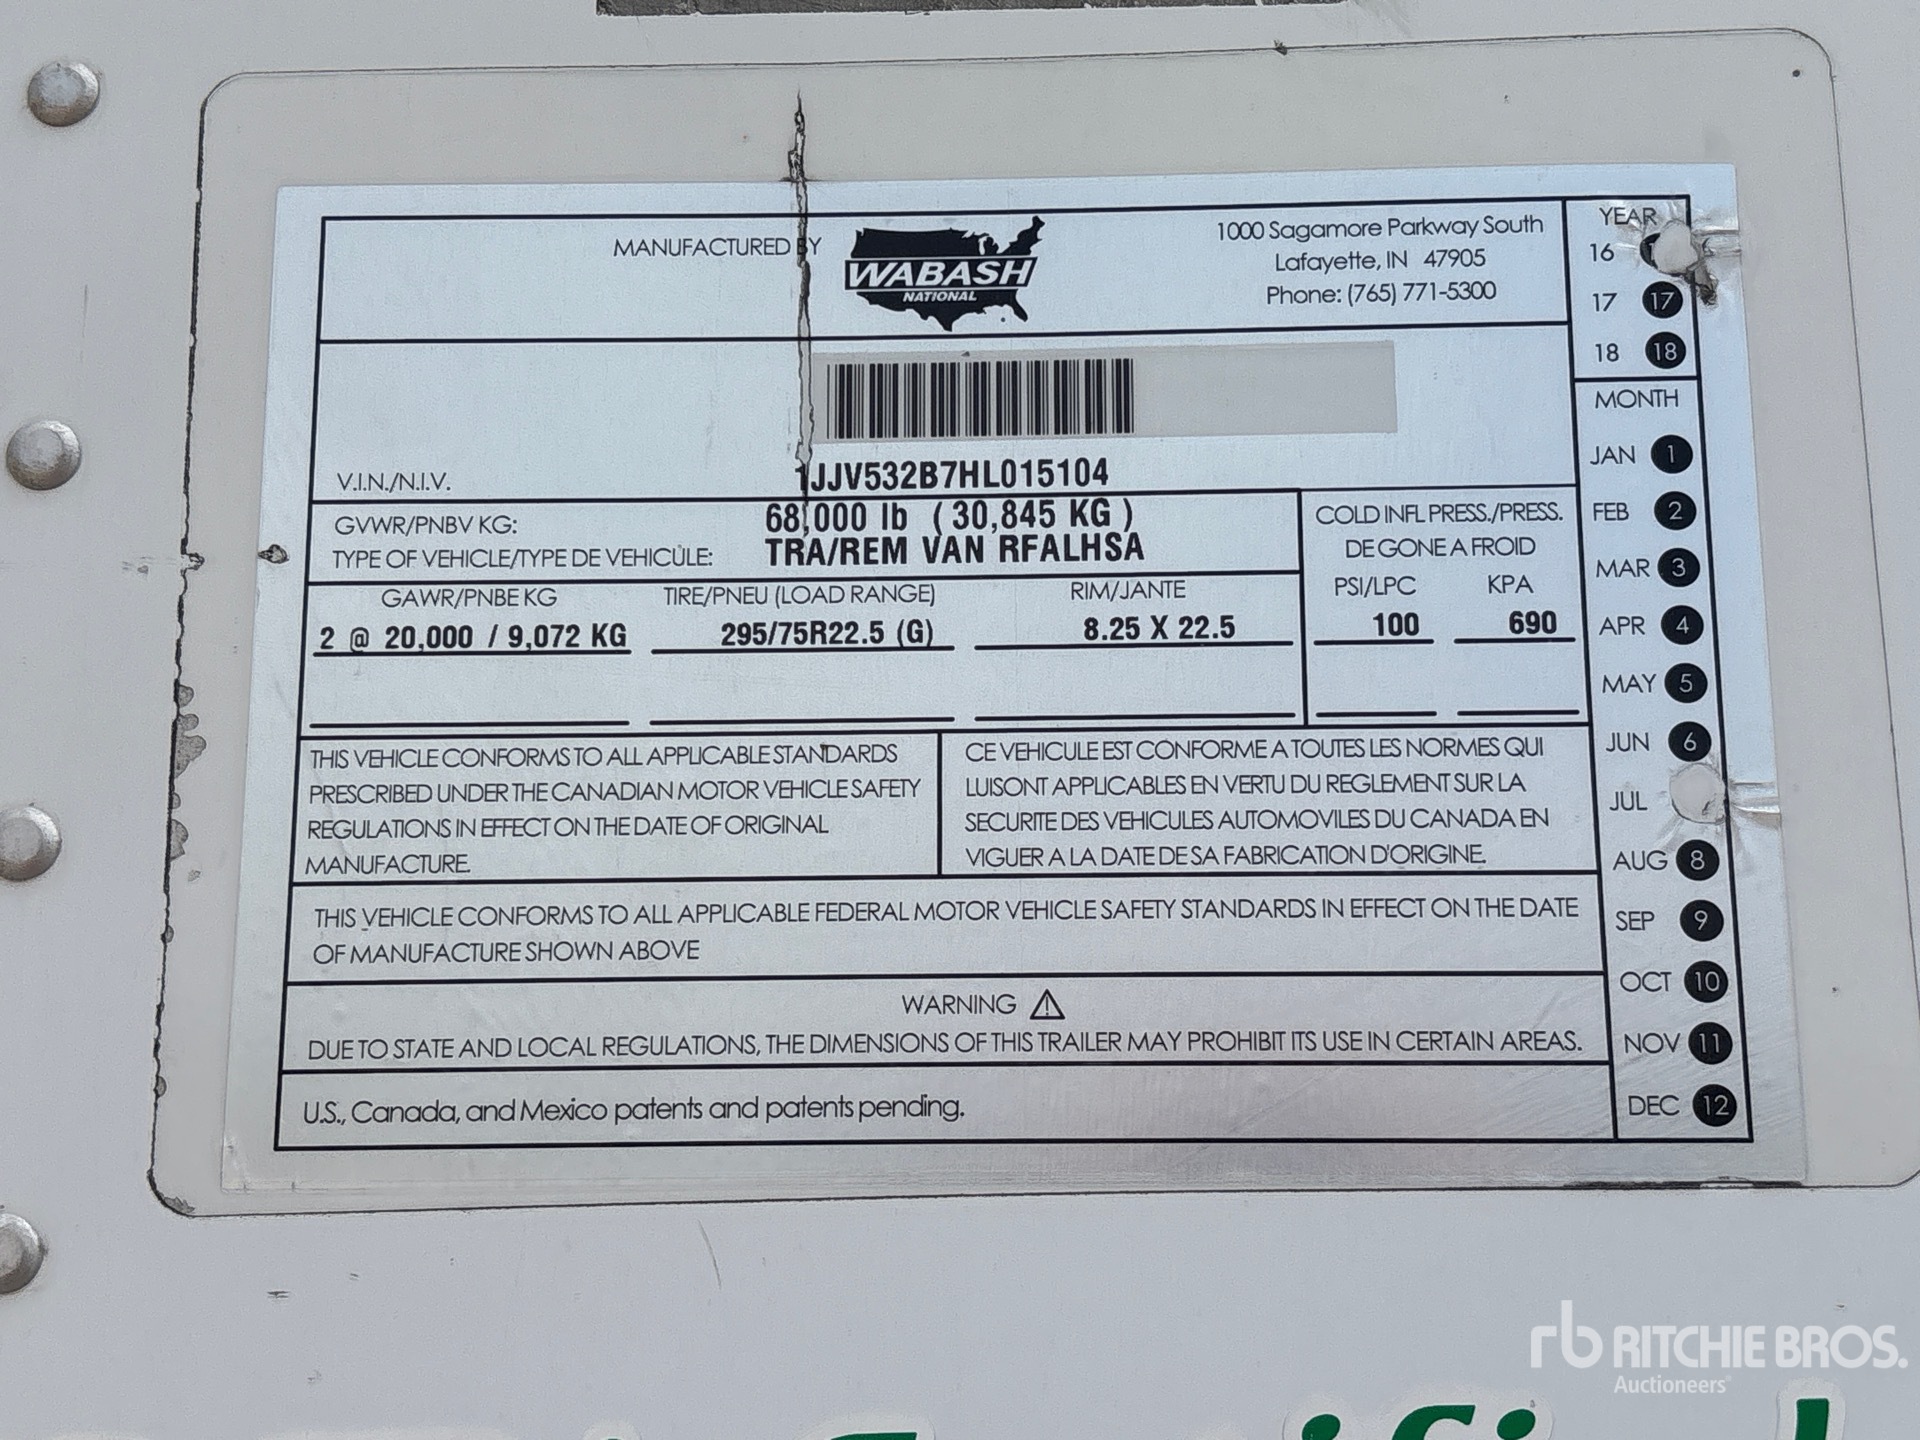 MANUFACTURED BY
WABASH
NATIONAL
1000 Sagamore Parkway South
Lafayette, IN 47905
Phone: (765) 771-5300
V.I.N./N.I.V.
1JJV532B7HL015104
GVWR/PNBV KG: 68,000 lb (30,845 KG)
TYPE OF VEHICLE/TYPE DE VEHICULE: TRA/REM VAN RFALHSA
COLD INFL PRESS./PRESS.
DE GONE A FROID
GAWR/PNBE KG TIRE/PNEU (LOAD RANGE) RIM/JANTE PSI/LPC KPA
2 @ 20,000 / 9,072 KG 295/75R22.5 (G) 8.25 X 22.5 100 690
THIS VEHICLE CONFORMS TO ALL APPLICABLE STANDARDS
PRESCRIBED UNDER THE CANADIAN MOTOR VEHICLE SAFETY
REGULATIONS IN EFFECT ON THE DATE OF ORIGINAL
MANUFACTURE.
CE VEHICULE EST CONFORME A TOUTES LES NORMES QUI
LUISONT APPLICABLES EN VERTU DU REGLEMENT SUR LA
SECURITE DES VEHICULES AUTOMOVILES DU CANADA EN
VIGUER A LA DATE DE SA FABRICATION D'ORIGINE.
THIS VEHICLE CONFORMS TO ALL APPLICABLE FEDERAL MOTOR VEHICLE SAFETY STANDARDS IN EFFECT ON THE DATE
OF MANUFACTURE SHOWN ABOVE
WARNING
DUE TO STATE AND LOCAL REGULATIONS, THE DIMENSIONS OF THIS TRAILER MAY PROHIBIT ITS USE IN CERTAIN AREAS.
U.S., Canada, and Mexico patents and patents pending.
YEAR
16
17 17
18 18
MONTH
JAN 1
FEB 2
MAR 3
APR 4
MAY 5
JUN 6
JUL
AUG 8
SEP 9
OCT 10
NOV 11
DEC 12
rb RITCHIE BROS.
Auctioneers